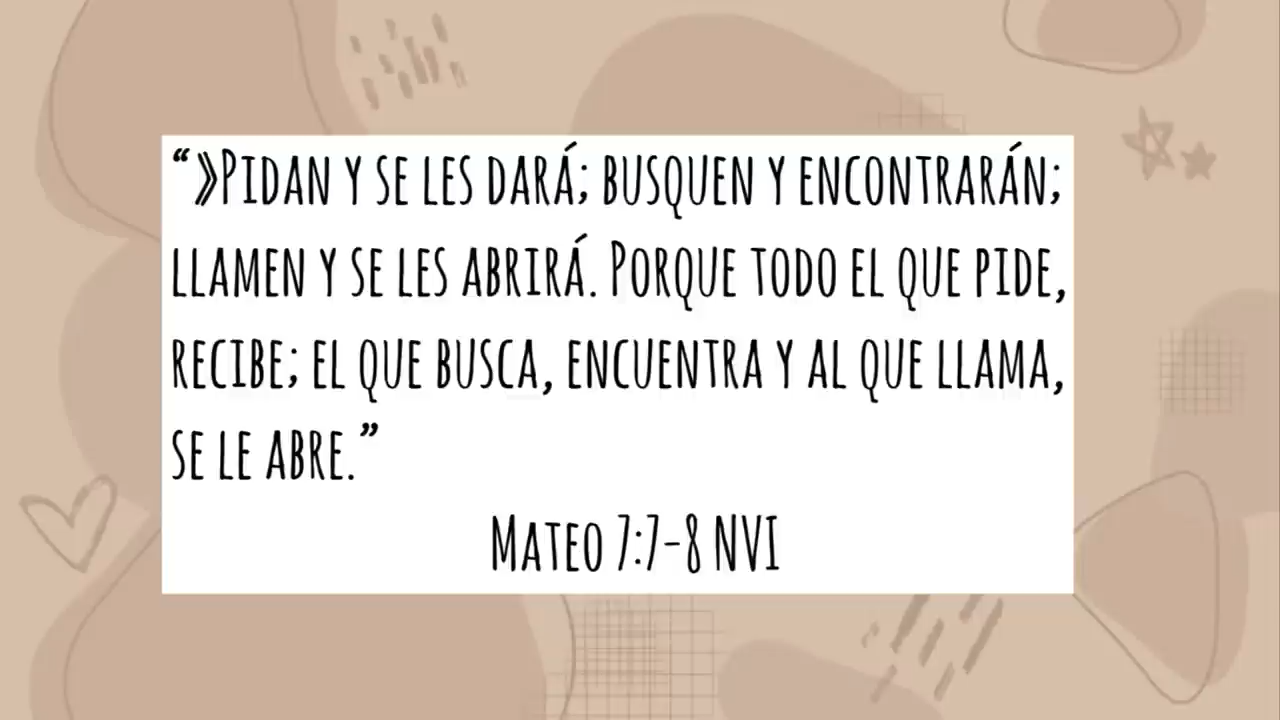 “»Pidan y se les dará; busquen y encontrarán;
llamen y se les abrirá. Porque todo el que pide,
recibe; el que busca, encuentra y al que llama,
se le abre.”
Mateo 7:7-8 NVI